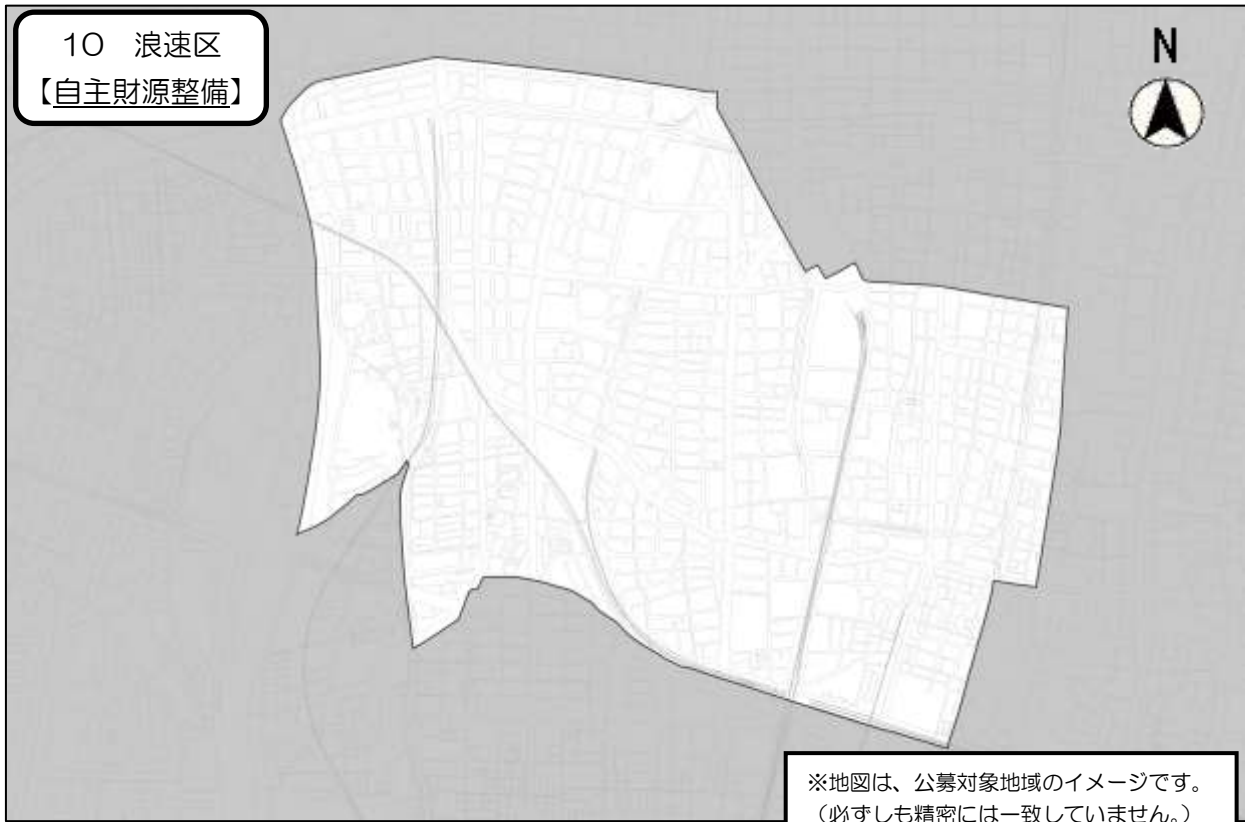 10　浪速区
【自主財源整備】
N
※地図は、公募対象地域のイメージです。
（必ずしも精密には一致していません。）